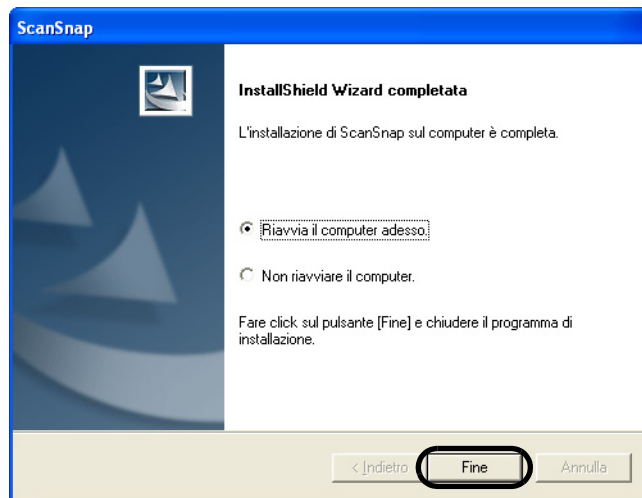 ScanSnap
InstallShield Wizard completata
L'installazione di ScanSnap sul computer è completa.
Riavvia il computer adesso.
Non riavviare il computer.
Fare click sul pulsante [Fine] e chiudere il programma di
installazione.
< Indietro Fine Annulla